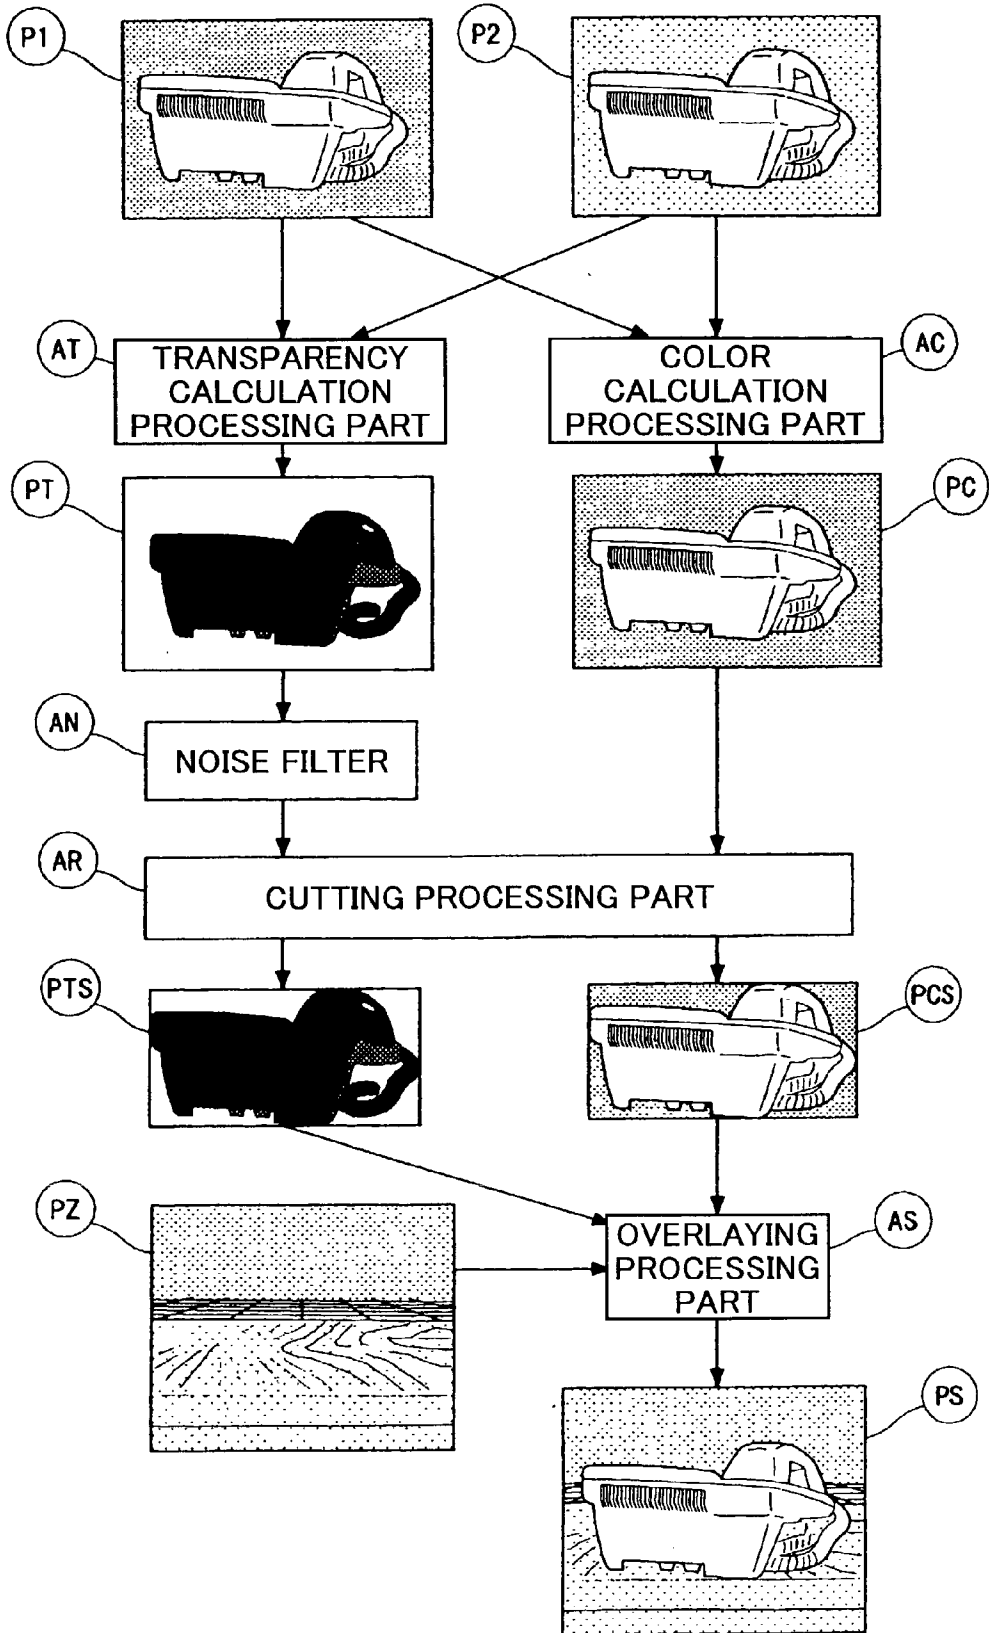 P1
P2
AT
TRANSPARENCY
CALCULATION
PROCESSING PART
COLOR
CALCULATION
PROCESSING PART
AC
PT
PC
AN
NOISE FILTER
AR
CUTTING PROCESSING PART
PTS
PCS
PZ
OVERLAYING
PROCESSING
PART
AS
PS